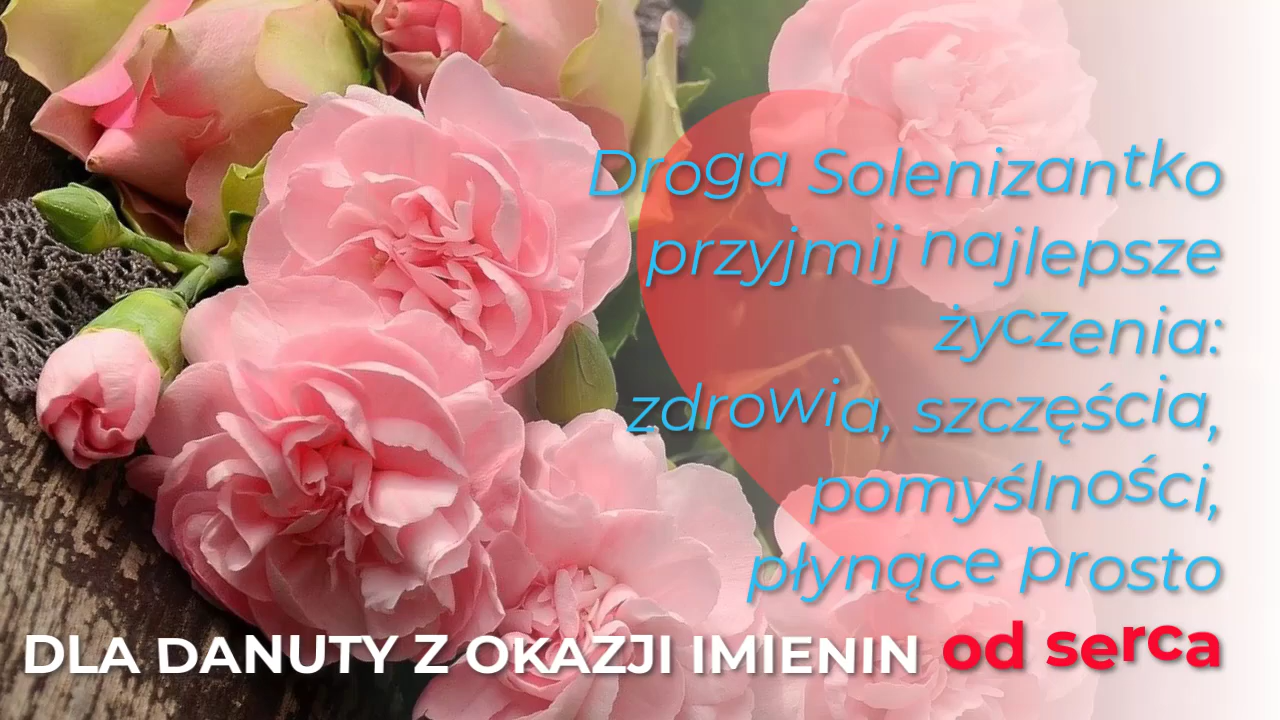 Droga Solenizantko
przyjmij najlepsze
życzenia:
zdrowia, szczęścia,
pomyślności,
płynące prosto
od serca
DLA DANUTY Z OKAZJI IMIENIN